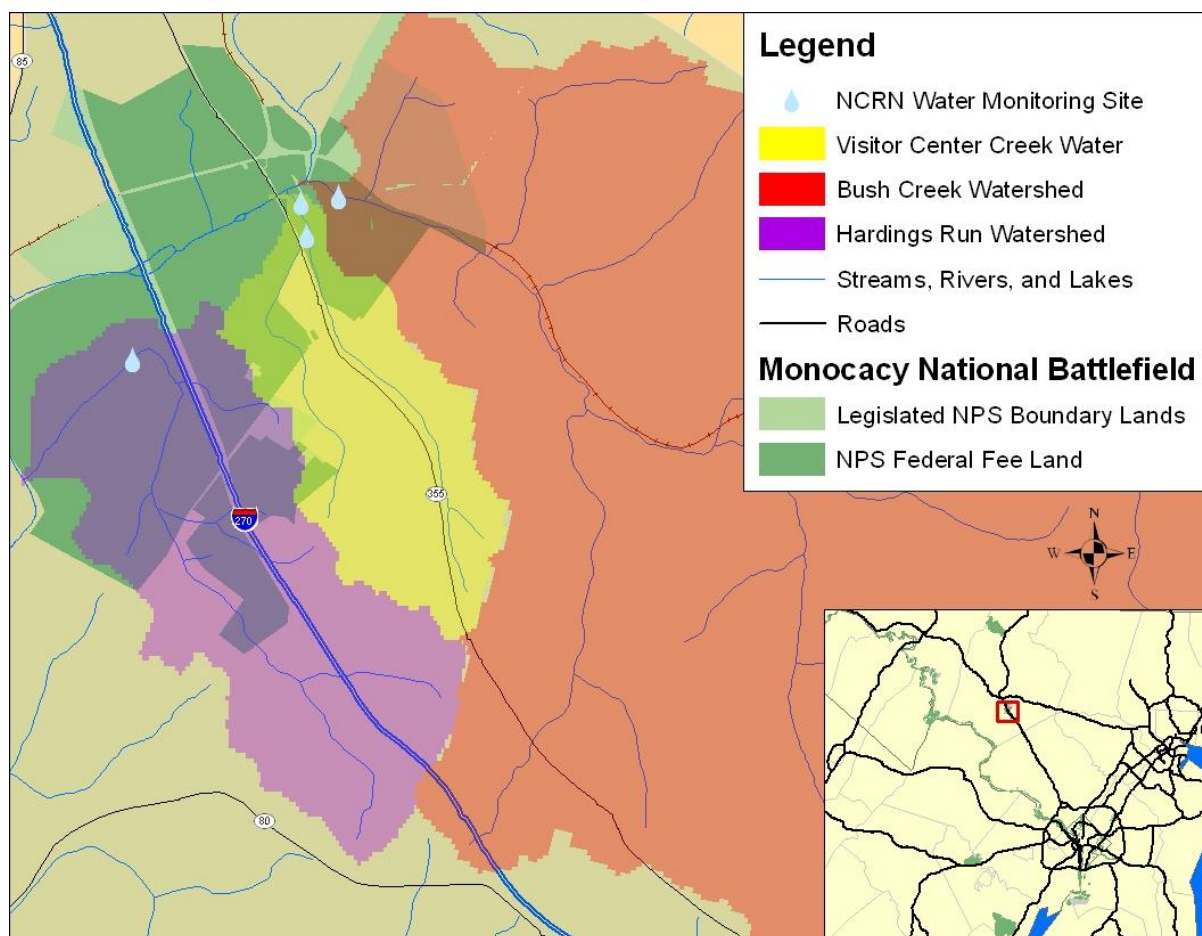 Legend
NCRN Water Monitoring Site
Visitor Center Creek Water
Bush Creek Watershed
Hardings Run Watershed
Streams, Rivers, and Lakes
Roads
Monocacy National Battlefield
Legislated NPS Boundary Lands
NPS Federal Fee Land
85
355
270
80
N
W E
S